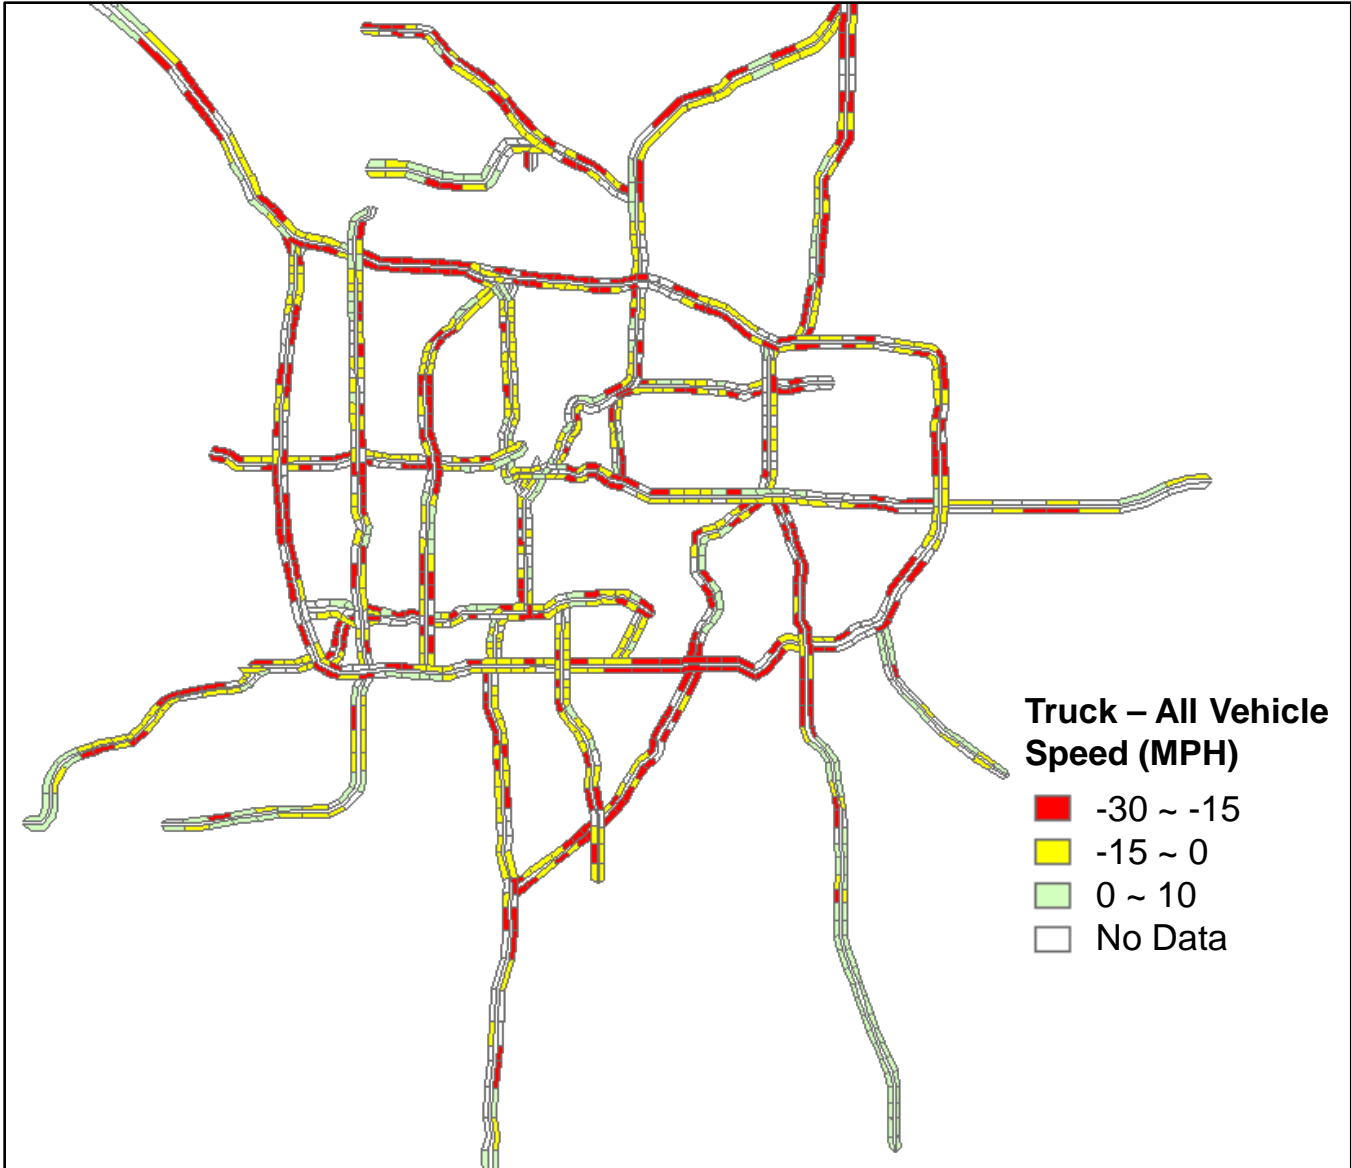 Truck – All Vehicle
Speed (MPH)
-30 ~ -15
-15 ~ 0
0 ~ 10
No Data